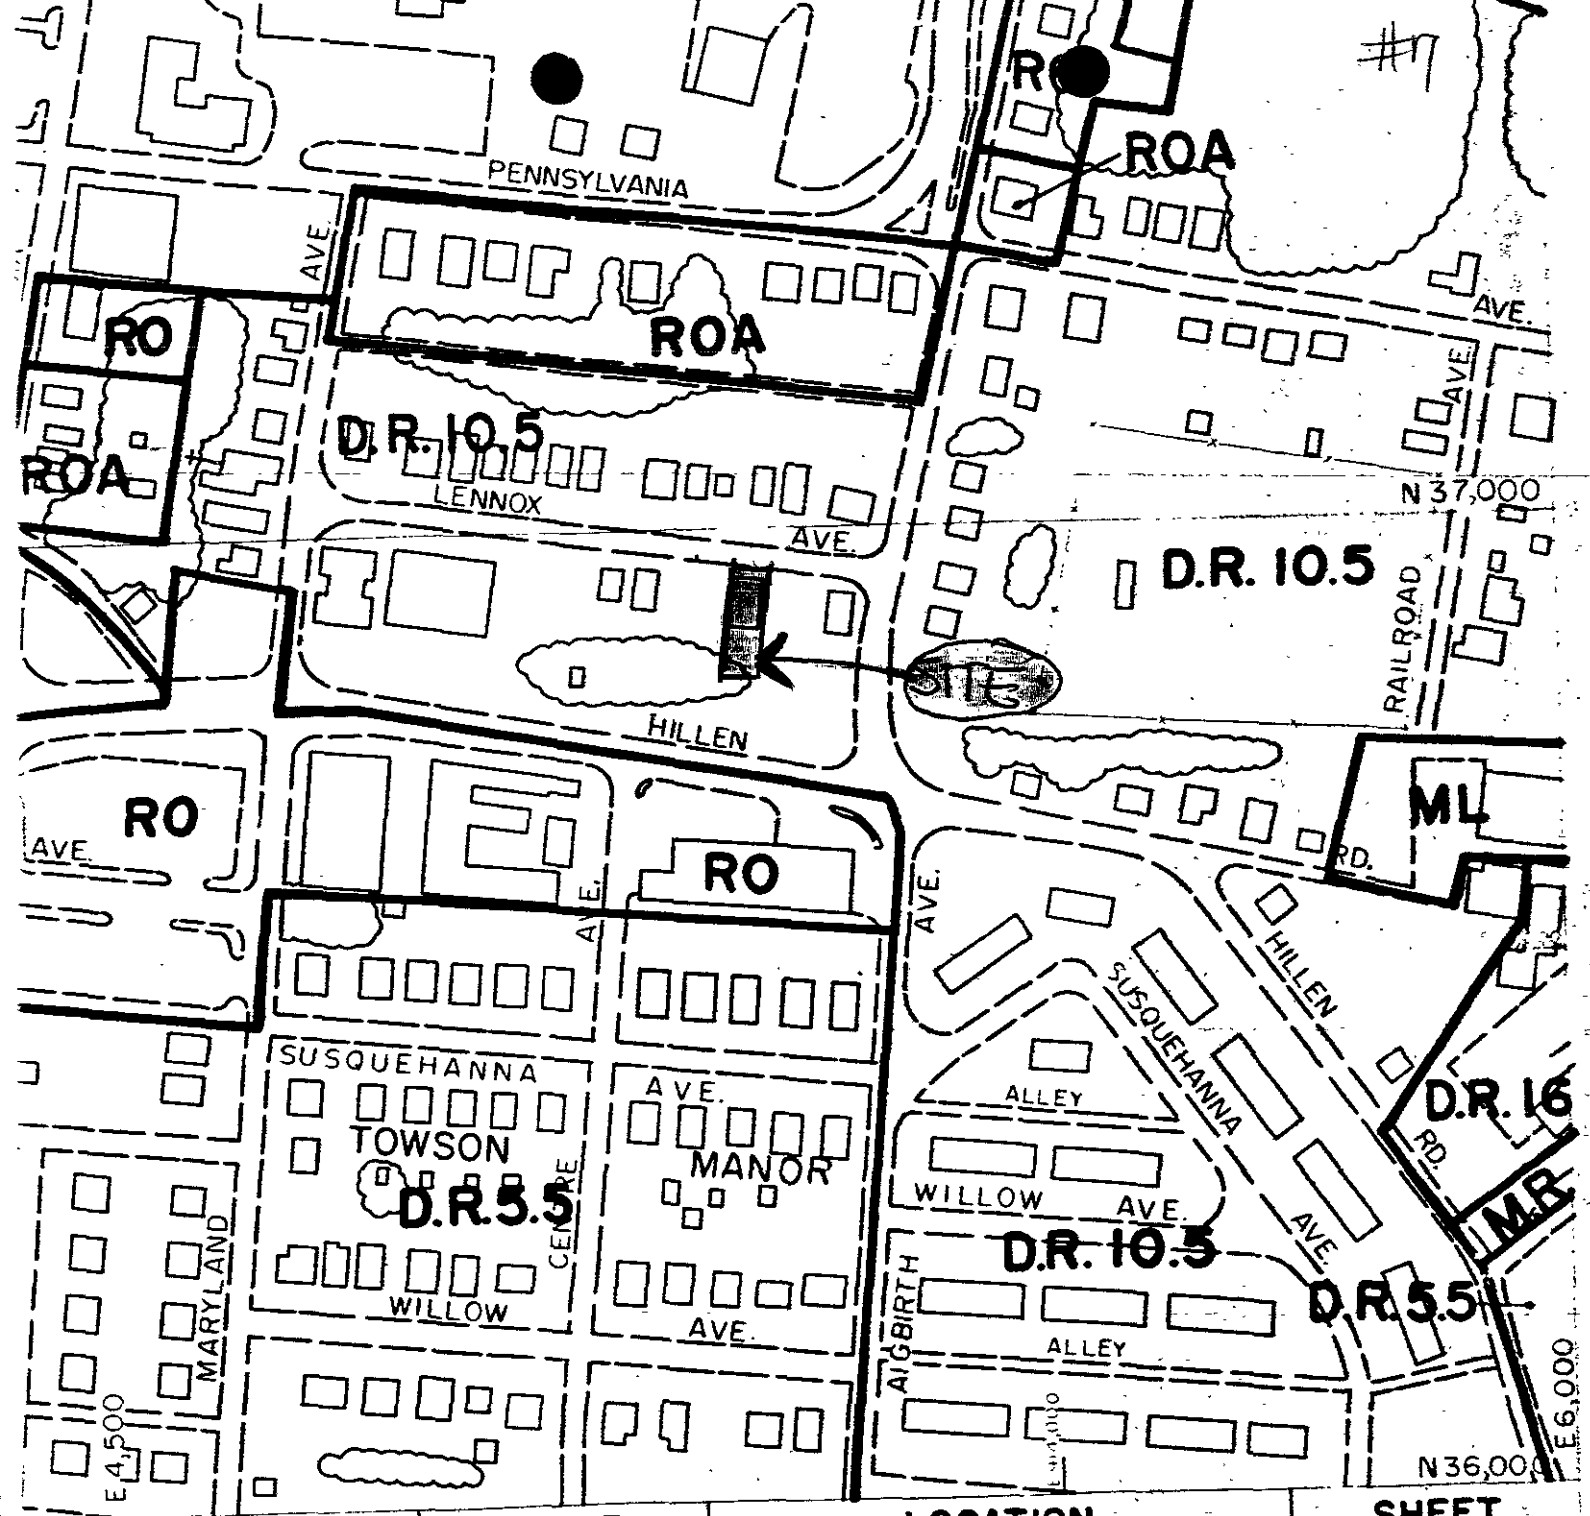 #7
RO
ROA
PENNSYLVANIA
AVE.
AVE.
RO
ROA
AVE.
D.R. 10.5
ROA
LENNOX
AVE.
N 37,000
D.R. 10.5
RAILROAD
SITE
HILLEN
RO
ML
AVE.
RO
RD.
AVE.
AVE.
HILLEN
SUSQUEHANNA
SUSQUEHANNA
AVE.
ALLEY
D.R. 16
TOWSON
MANOR
RD.
CENTRE
D.R. 5.5
WILLOW
AVE.
M.R.
MARYLAND
D.R. 10.5
AVE.
AIGBIRTH
D.R. 5.5
WILLOW
AVE.
ALLEY
E 4,500
E 6,000
N 36,000
LOCATION
SHEET